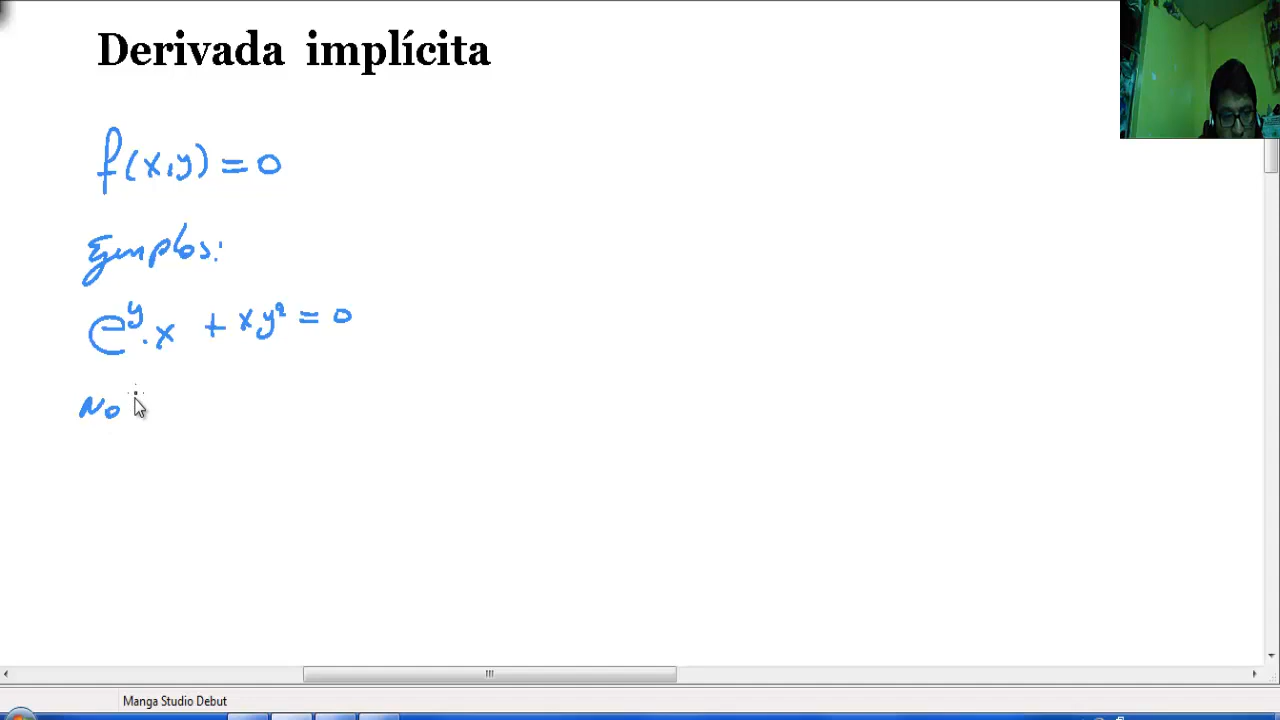 Derivada implícita
f(x,y) = 0
Ejemplos:
e^y · x + xy² = 0
No
Manga Studio Debut